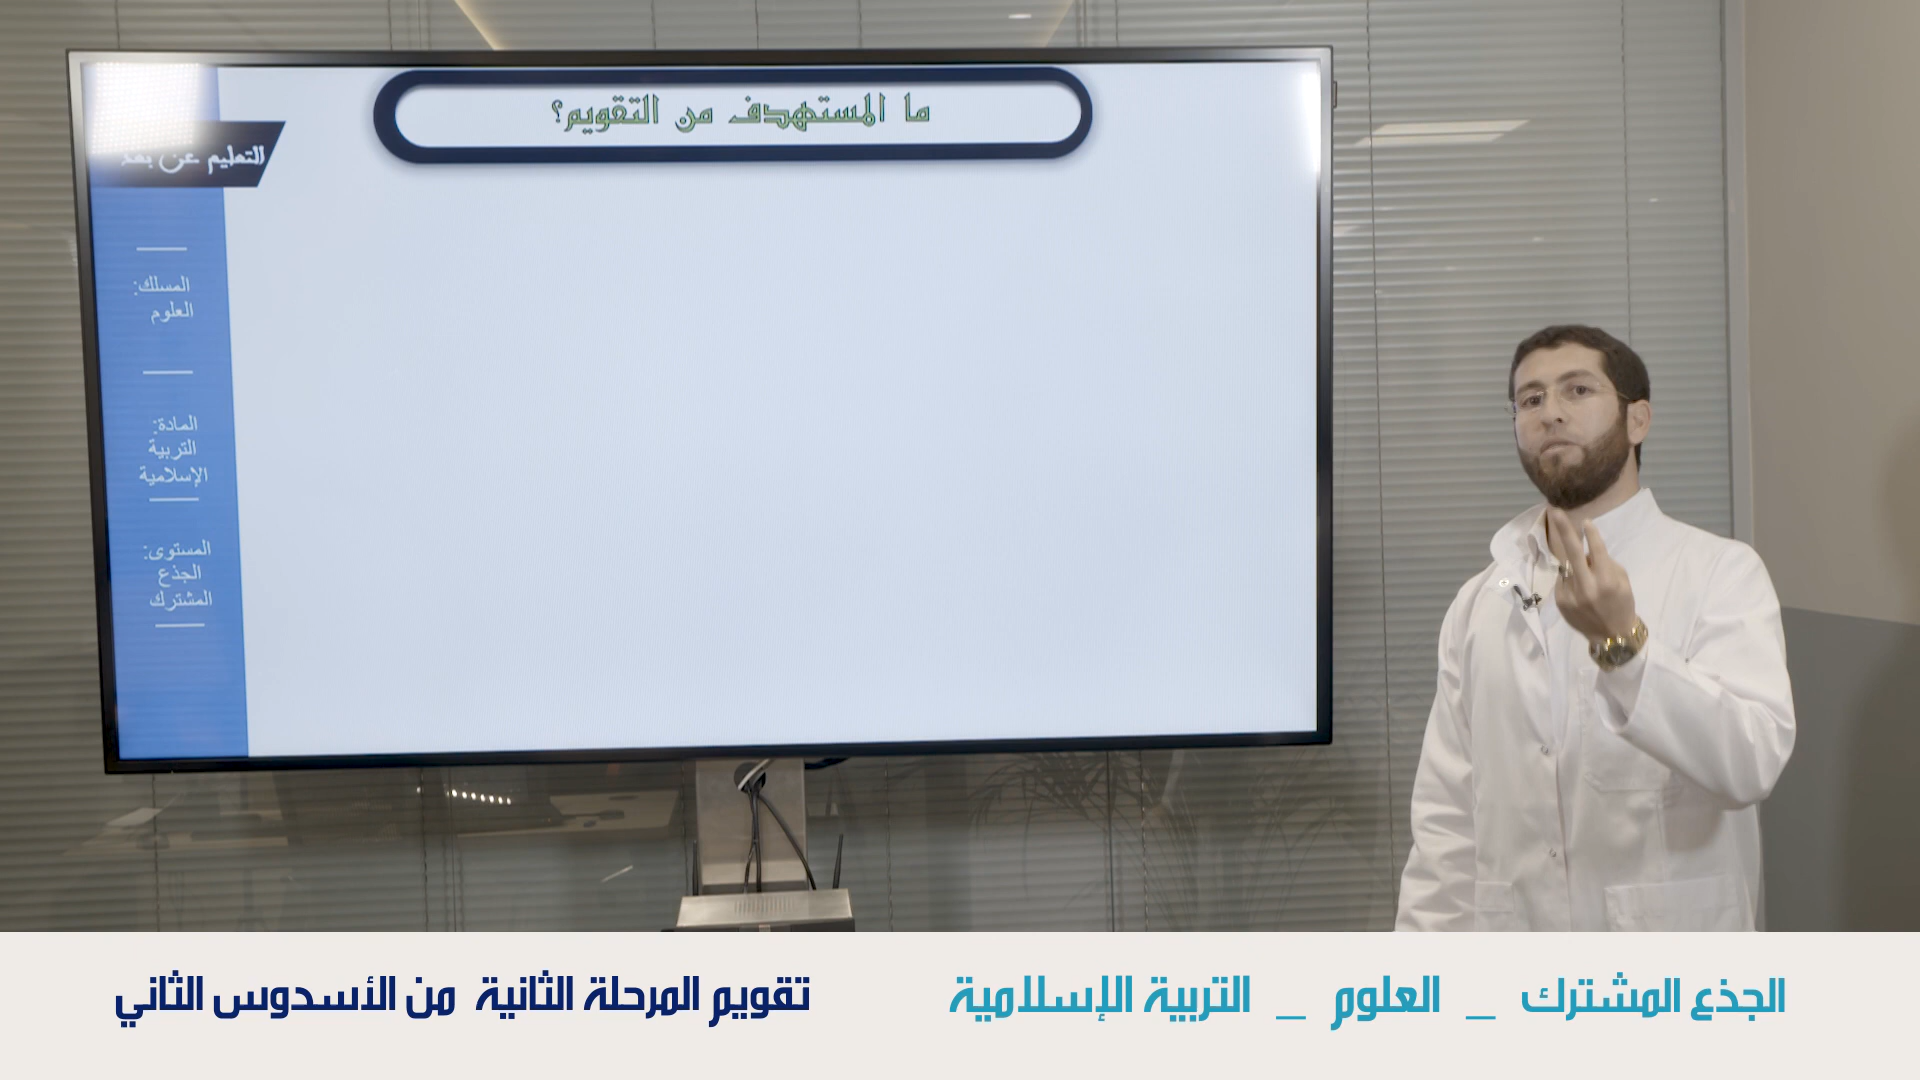 ما المستهدف من التقويم؟
التعليم عن بعد
المسلك:
العلوم
المادة:
التربية
الإسلامية
المستوى:
الجذع
المشترك
الجذع المشترك _ العلوم _ التربية الإسلامية
تقويم المرحلة الثانية من الأسدوس الثاني